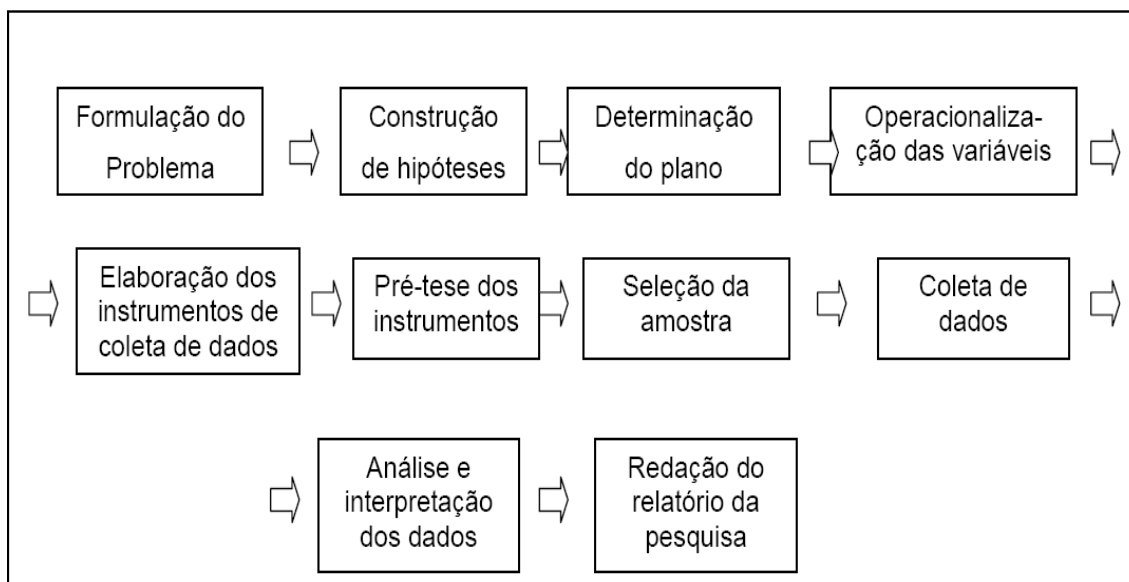 Formulação do
Problema
Construção
de hipóteses
Determinação
do plano
Operacionaliza-
ção das variáveis
Elaboração dos
instrumentos de
coleta de dados
Pré-tese dos
instrumentos
Seleção da
amostra
Coleta de
dados
Análise e
interpretação
dos dados
Redação do
relatório da
pesquisa